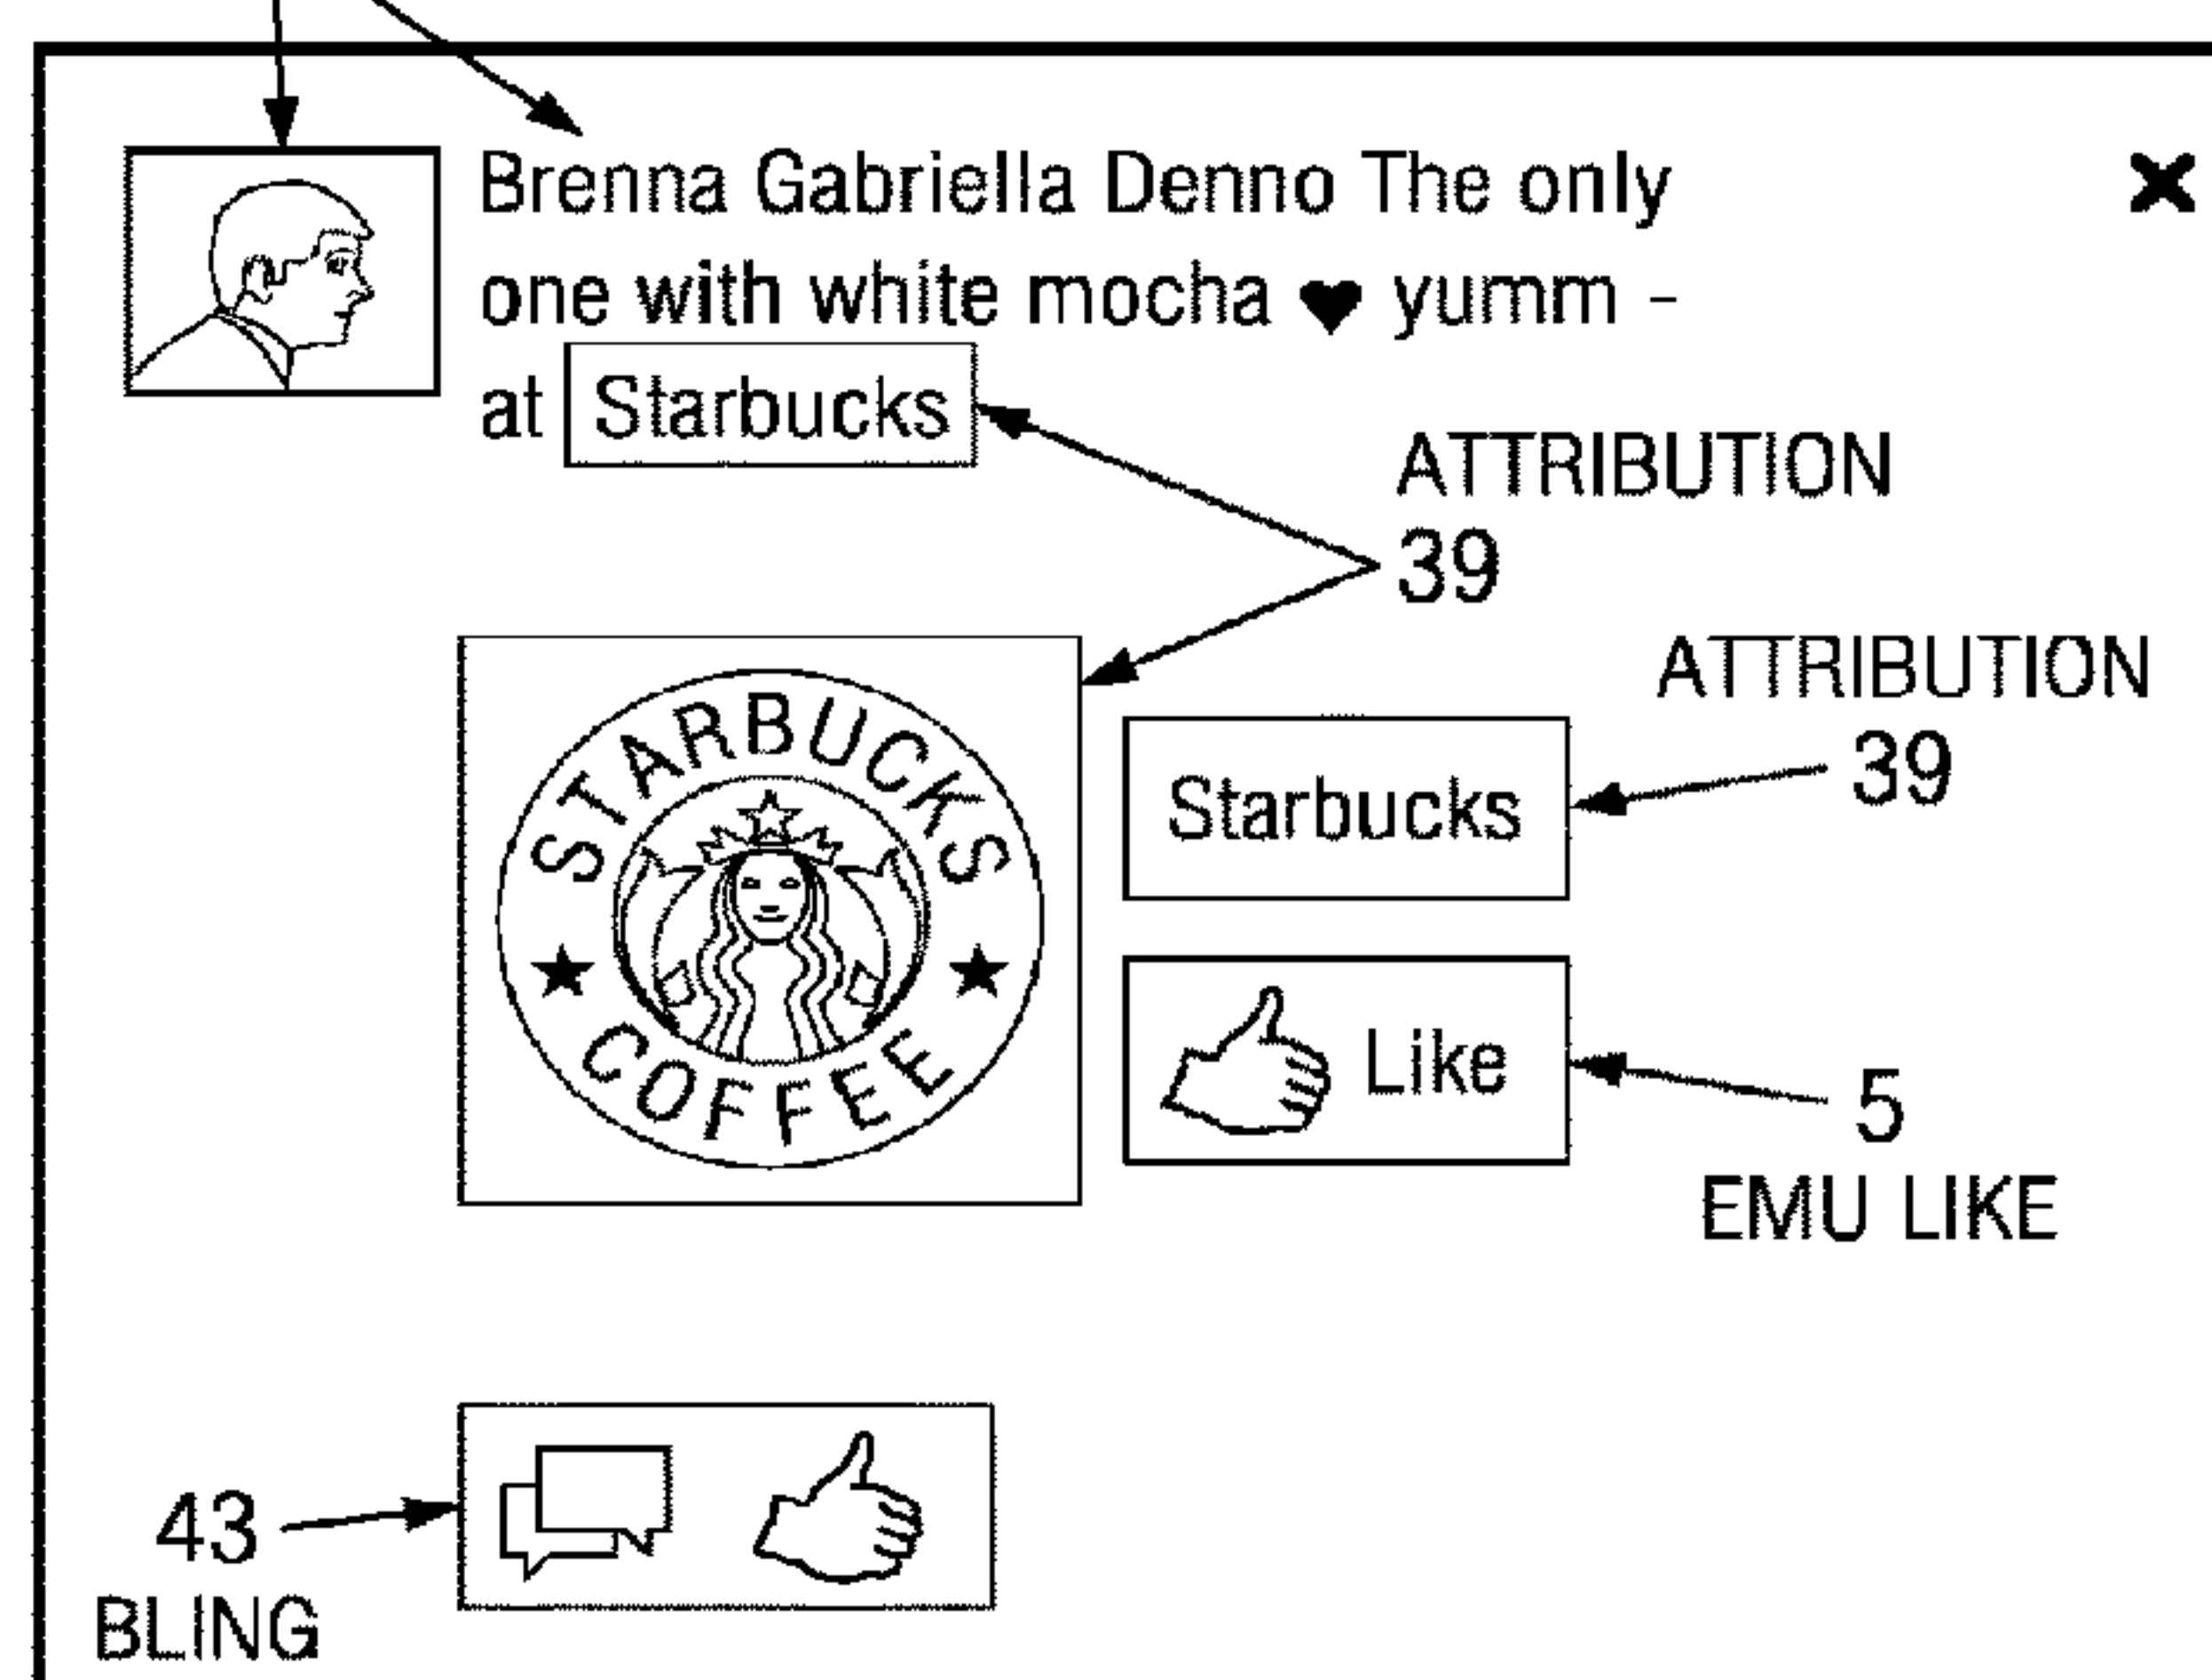 Brenna Gabriella Denno The only
one with white mocha ♥ yumm -
at Starbucks
ATTRIBUTION
39
ATTRIBUTION
39
STARBUCKS
COFFEE
Starbucks
Like
5
EMU LIKE
43
BLING